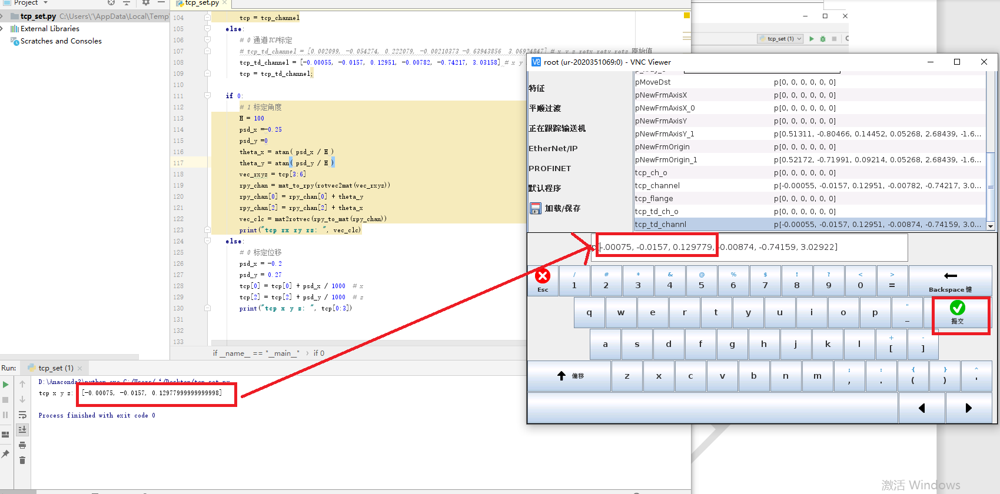 Project
tcp_set.py
tcp_set.py C:\Users\'\AppData\Local\Temp
External Libraries
Scratches and Consoles
104 tcp = tcp_channel
105 else:
106 # 0 通道TCP标定
107 # tcp_td_channel = [0.002099, -0.054274, 0.222079, -0.00210373 -0.63943856 3.06924847] # x y z rotx roty rotz 原始值
108 tcp_td_channel = [-0.00055, -0.0157, 0.12951, -0.00782, -0.74217, 3.03158] # x y
109 tcp = tcp_td_channel;
110
111 if 0:
112 # 1 标定角度
113 H = 100
114 psd_x =-0.25
115 psd_y =0
116 theta_x = atan( psd_x / H )
117 theta_y = atan( psd_y / H )
118 vec_rxyz = tcp[3:6]
119 rpy_chan = mat_to_rpy(rotvec2mat(vec_rxyz))
120 rpy_chan[0] = rpy_chan[0] + theta_y
121 rpy_chan[2] = rpy_chan[2] + theta_x
122 vec_clc = mat2rotvec(rpy_to_mat(rpy_chan))
123 print("tcp rx ry rz: ", vec_clc)
124 else:
125 # 0 标定位移
126 psd_x = -0.2
127 psd_y = 0.27
128 tcp[0] = tcp[0] + psd_x / 1000 # x
129 tcp[2] = tcp[2] + psd_y / 1000 # z
130 print("tcp x y z: ", tcp[0:3])
131
132
133
if __name__ == "__main__" › if 0
Run: tcp_set (1)
tcp x y z: [-0.00075, -0.0157, 0.12977999999999998]
Process finished with exit code 0
tcp_set (1)
root (ur-2020351069:0) - VNC Viewer
特征
平顺过渡
正在跟踪输送机
EtherNet/IP
PROFINET
默认程序
加载/保存
pMoveDst p[0, 0, 0, 0, 0, 0]
pNewFrmAxisX p[0, 0, 0, 0, 0, 0]
pNewFrmAxisX_0 p[0, 0, 0, 0, 0, 0]
pNewFrmAxisY p[0, 0, 0, 0, 0, 0]
pNewFrmAxisY_1 p[0.51311, -0.80466, 0.14452, 0.05268, 2.68439, -1.6...
pNewFrmOrigin p[0, 0, 0, 0, 0, 0]
pNewFrmOrigin_1 p[0.52172, -0.71991, 0.09214, 0.05268, 2.68439, -1.6...
tcp_ch_o p[0, 0, 0, 0, 0, 0]
tcp_channel p[-0.00055, -0.0157, 0.12951, -0.00782, -0.74217, 3.0...
tcp_flange p[0, 0, 0, 0, 0, 0]
tcp_td_ch_o p[0, 0, 0, 0, 0, 0]
tcp_td_channl p[-0.00055, -0.0157, 0.12951, -0.00874, -0.74159, 3.0...
p[-.00075, -0.0157, 0.129779, -0.00874, -0.74159, 3.02922]
/ # * & @ % $ ! ? < >
Esc 1 2 3 4 5 6 7 8 9 0 = Backspace 键
q w e r t y u i o p " _ 提交
a s d f g h j k l + [ - ]
偏移 z x c v b n m ; , : . { ( } ) ^ '
激活 Windows